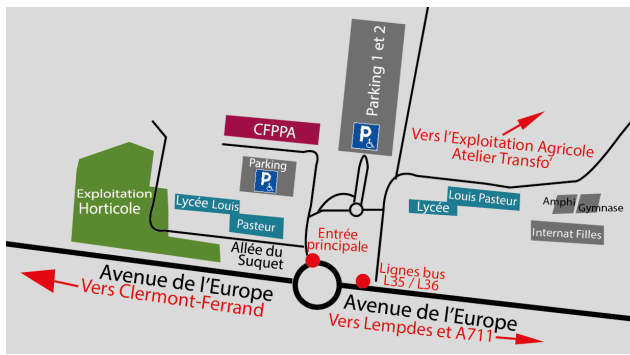 Parking 1 et 2
P
CFPPA
Vers l'Exploitation Agricole
Atelier Transfo'
Parking
P
Exploitation
Horticole
Lycée Louis
Pasteur
Louis Pasteur
Lycée
Amphi
Gymnase
Internat Filles
Entrée
principale
Allée du
Suquet
Lignes bus
L35 / L36
Avenue de l'Europe
Vers Clermont-Ferrand
Avenue de l'Europe
Vers Lempdes et A711